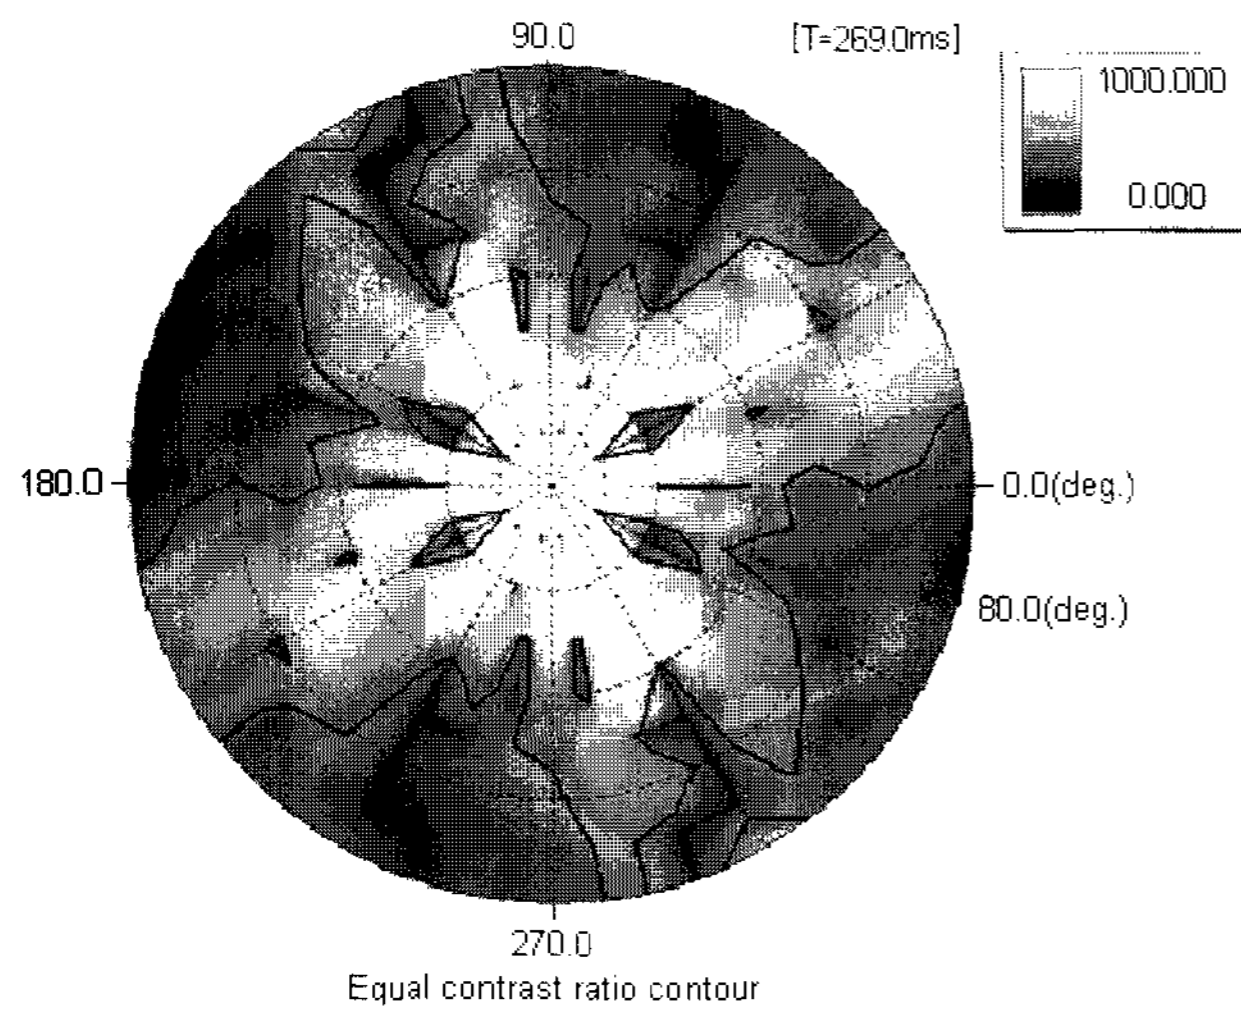 90.0
[T=269.0ms]
1000.000
0.000
180.0
0.0(deg.)
80.0(deg.)
270.0
Equal contrast ratio contour